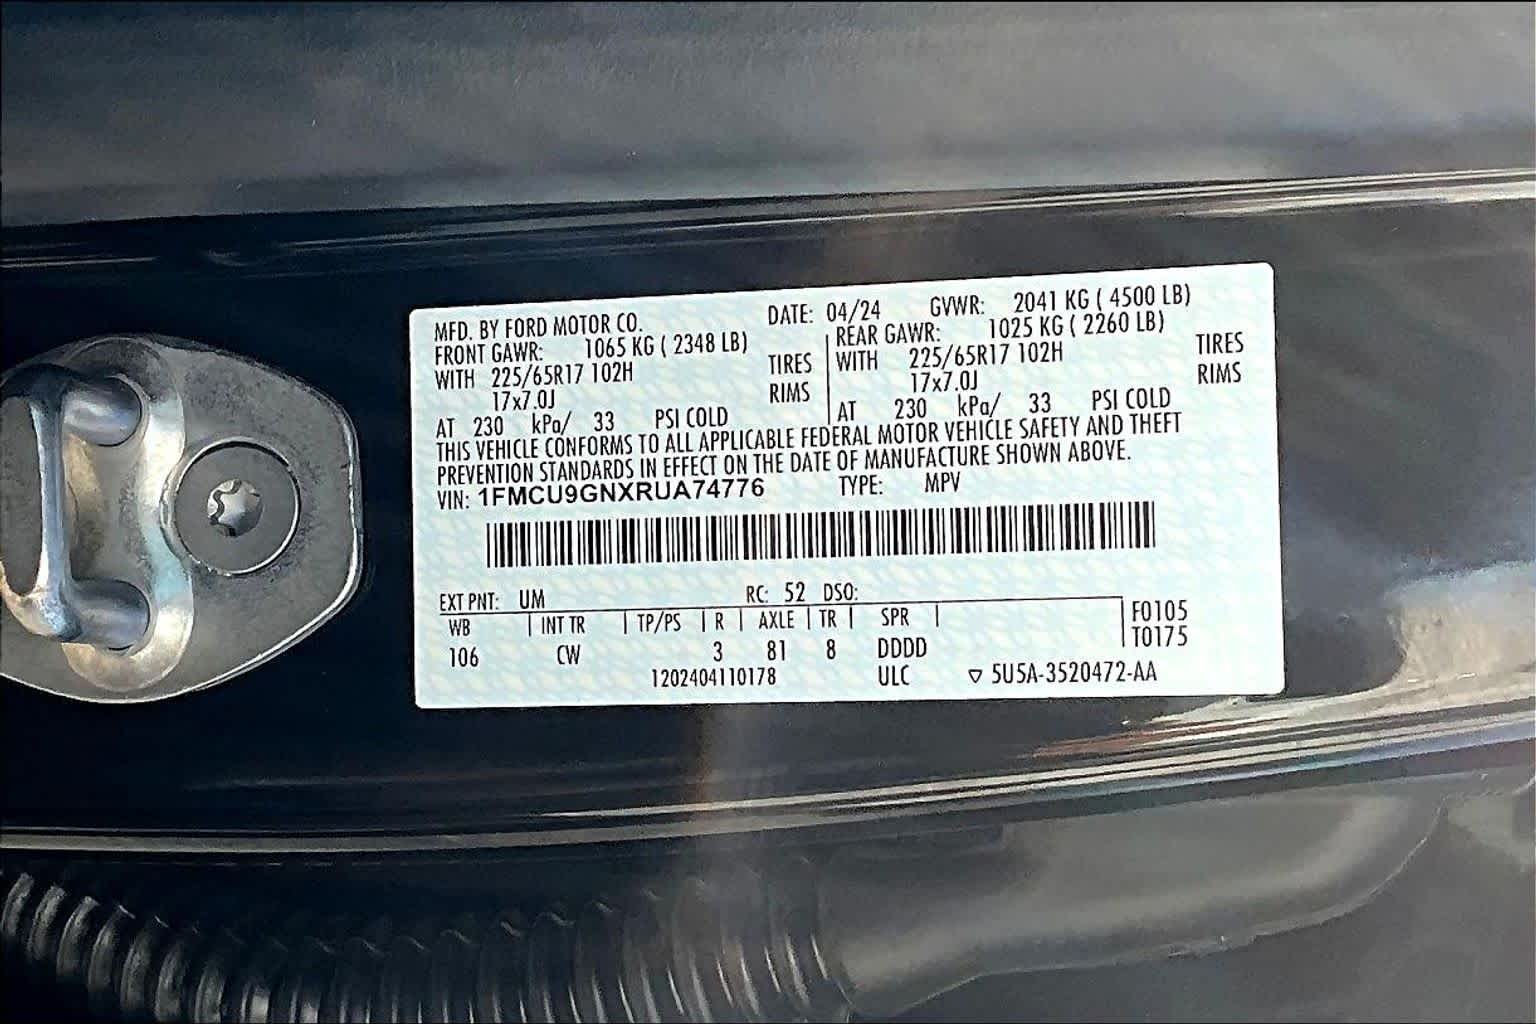 MFD. BY FORD MOTOR CO. DATE: 04/24 GVWR: 2041 KG ( 4500 LB)
FRONT GAWR: 1065 KG ( 2348 LB) REAR GAWR: 1025 KG ( 2260 LB)
WITH 225/65R17 102H TIRES WITH 225/65R17 102H TIRES
17x7.0J RIMS 17x7.0J RIMS
AT 230 kPa/ 33 PSI COLD AT 230 kPa/ 33 PSI COLD
THIS VEHICLE CONFORMS TO ALL APPLICABLE FEDERAL MOTOR VEHICLE SAFETY AND THEFT
PREVENTION STANDARDS IN EFFECT ON THE DATE OF MANUFACTURE SHOWN ABOVE.
VIN: 1FMCU9GNXRUA74776 TYPE: MPV
EXT PNT: UM RC: 52 DSO:
WB INT TR TP/PS R AXLE TR SPR F0105
106 CW 3 81 8 DDDD T0175
1202404110178 ULC ▽ 5U5A-3520472-AA